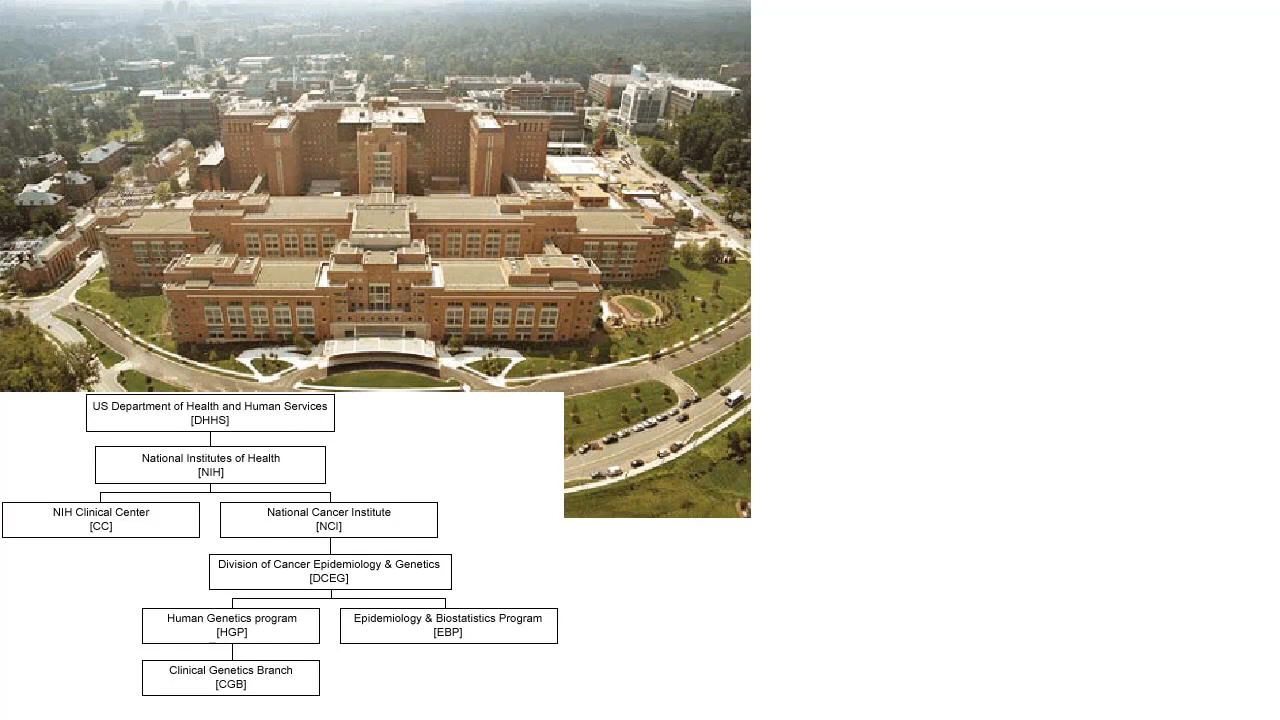 US Department of Health and Human Services
[DHHS]
National Institutes of Health
[NIH]
NIH Clinical Center
[CC]
National Cancer Institute
[NCI]
Division of Cancer Epidemiology & Genetics
[DCEG]
Human Genetics program
[HGP]
Epidemiology & Biostatistics Program
[EBP]
Clinical Genetics Branch
[CGB]